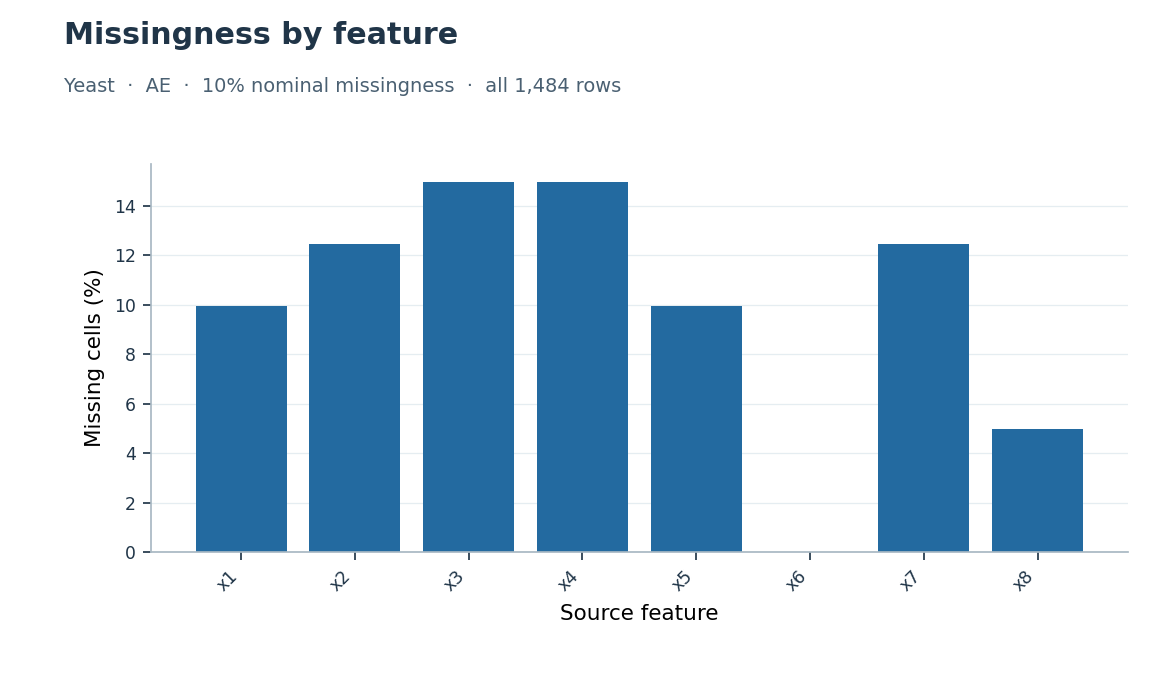 Missingness by feature
Yeast · AE · 10% nominal missingness · all 1,484 rows
Missing cells (%)
14
12
10
8
6
4
2
0
x1 x2 x3 x4 x5 x6 x7 x8
Source feature